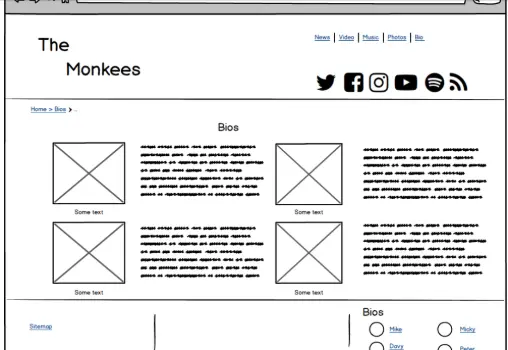 The
Monkees
News | Video | Music | Photos | Bio
Home > Bios > ..
Bios
Some text
Some text
Some text
Some text
Sitemap
Bios
Mike
Micky
Davy
Peter